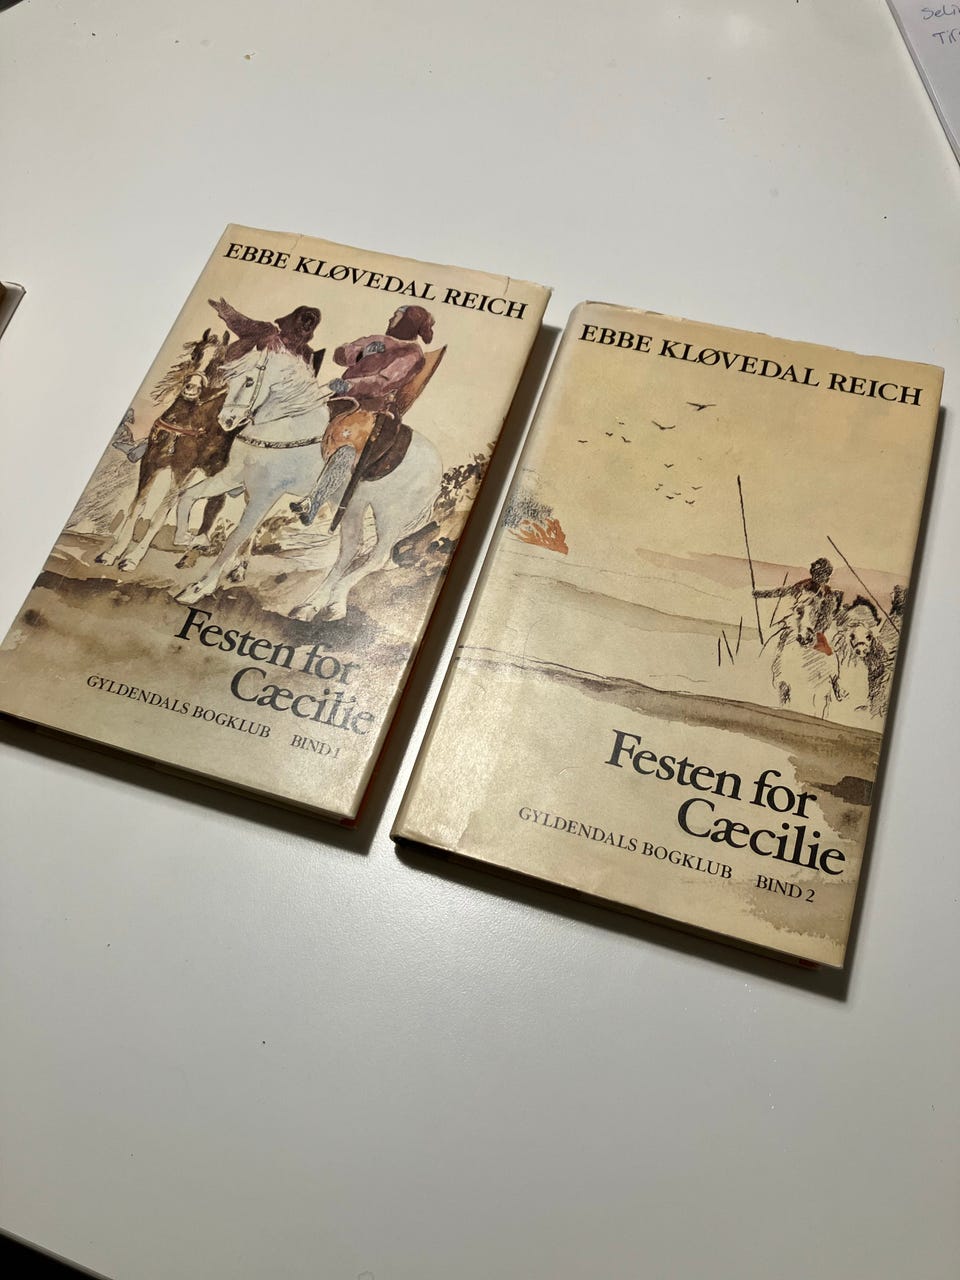 EBBE KLØVEDAL REICH
Festen for
Cæcilie
GYLDENDALS BOGKLUB BIND 1
EBBE KLØVEDAL REICH
Festen for
Cæcilie
GYLDENDALS BOGKLUB BIND 2